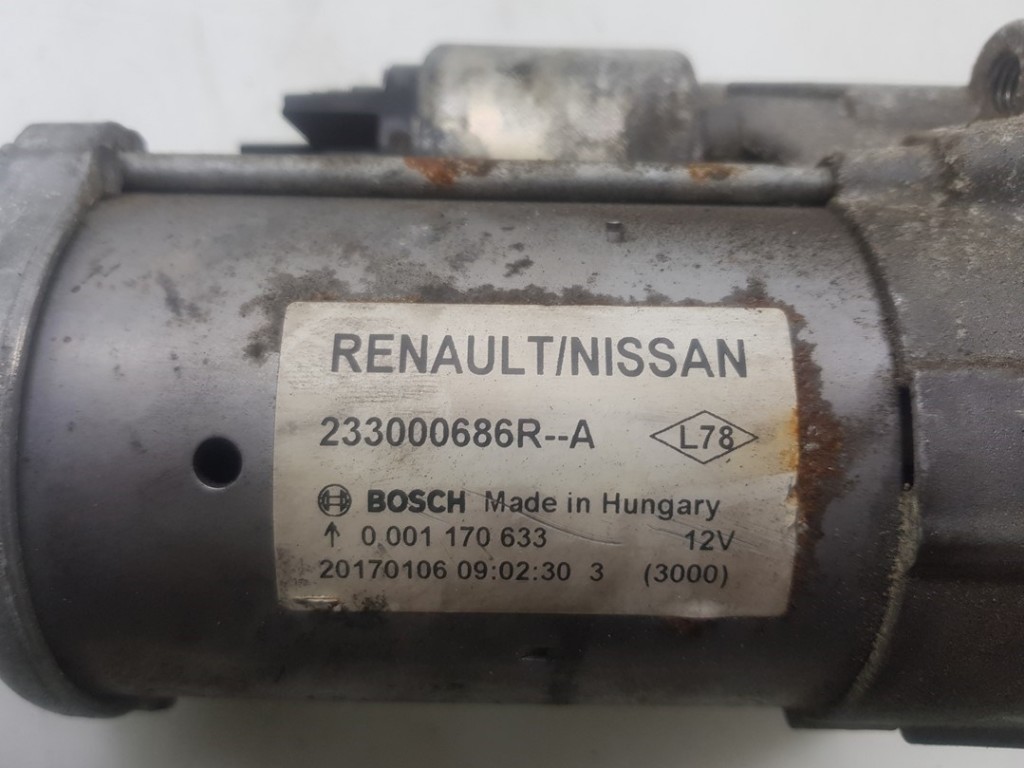 RENAULT/NISSAN
233000686R--A L78
BOSCH Made in Hungary
↑ 0 001 170 633 12V
20170106 09:02:30 3 (3000)